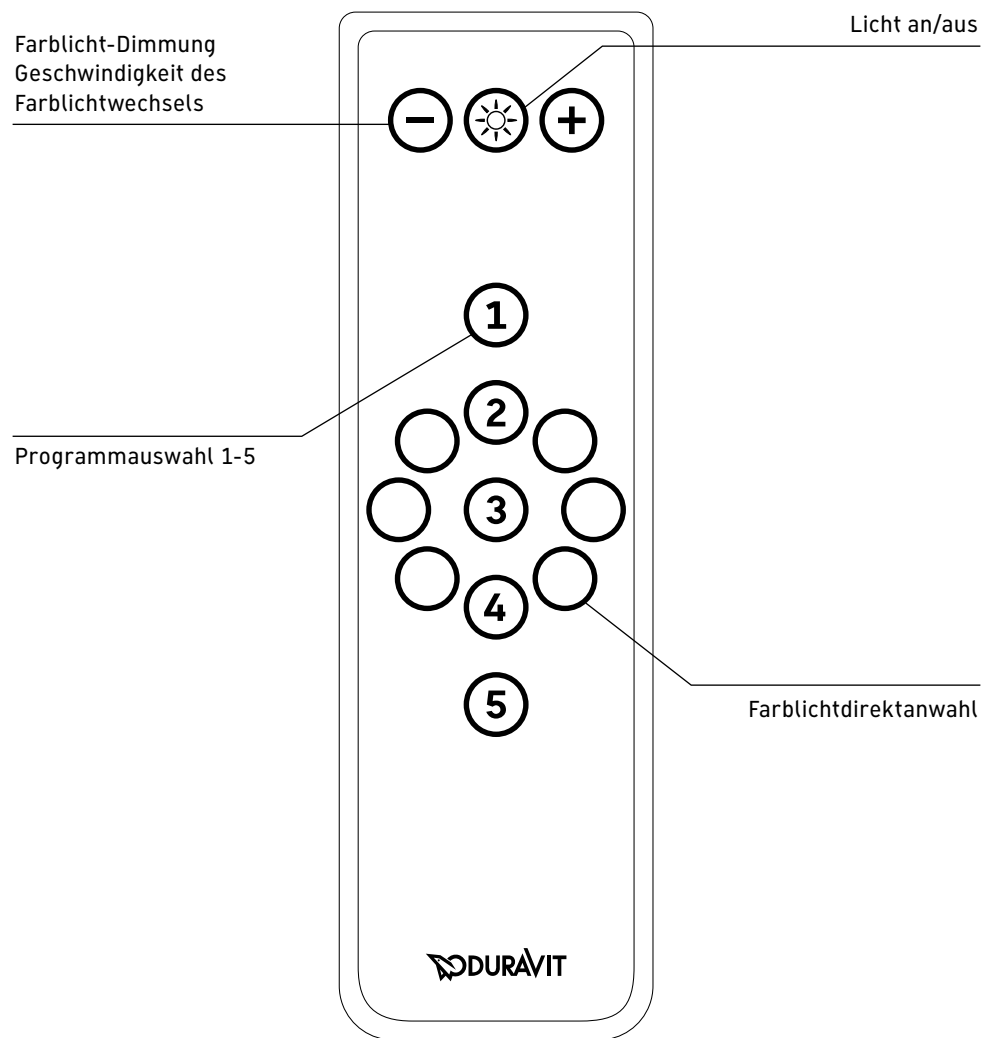 Farblicht-Dimmung
Geschwindigkeit des
Farblichtwechsels
Licht an/aus
1
2
3
4
5
Programmauswahl 1-5
Farblichtdirektanwahl
DURAVIT